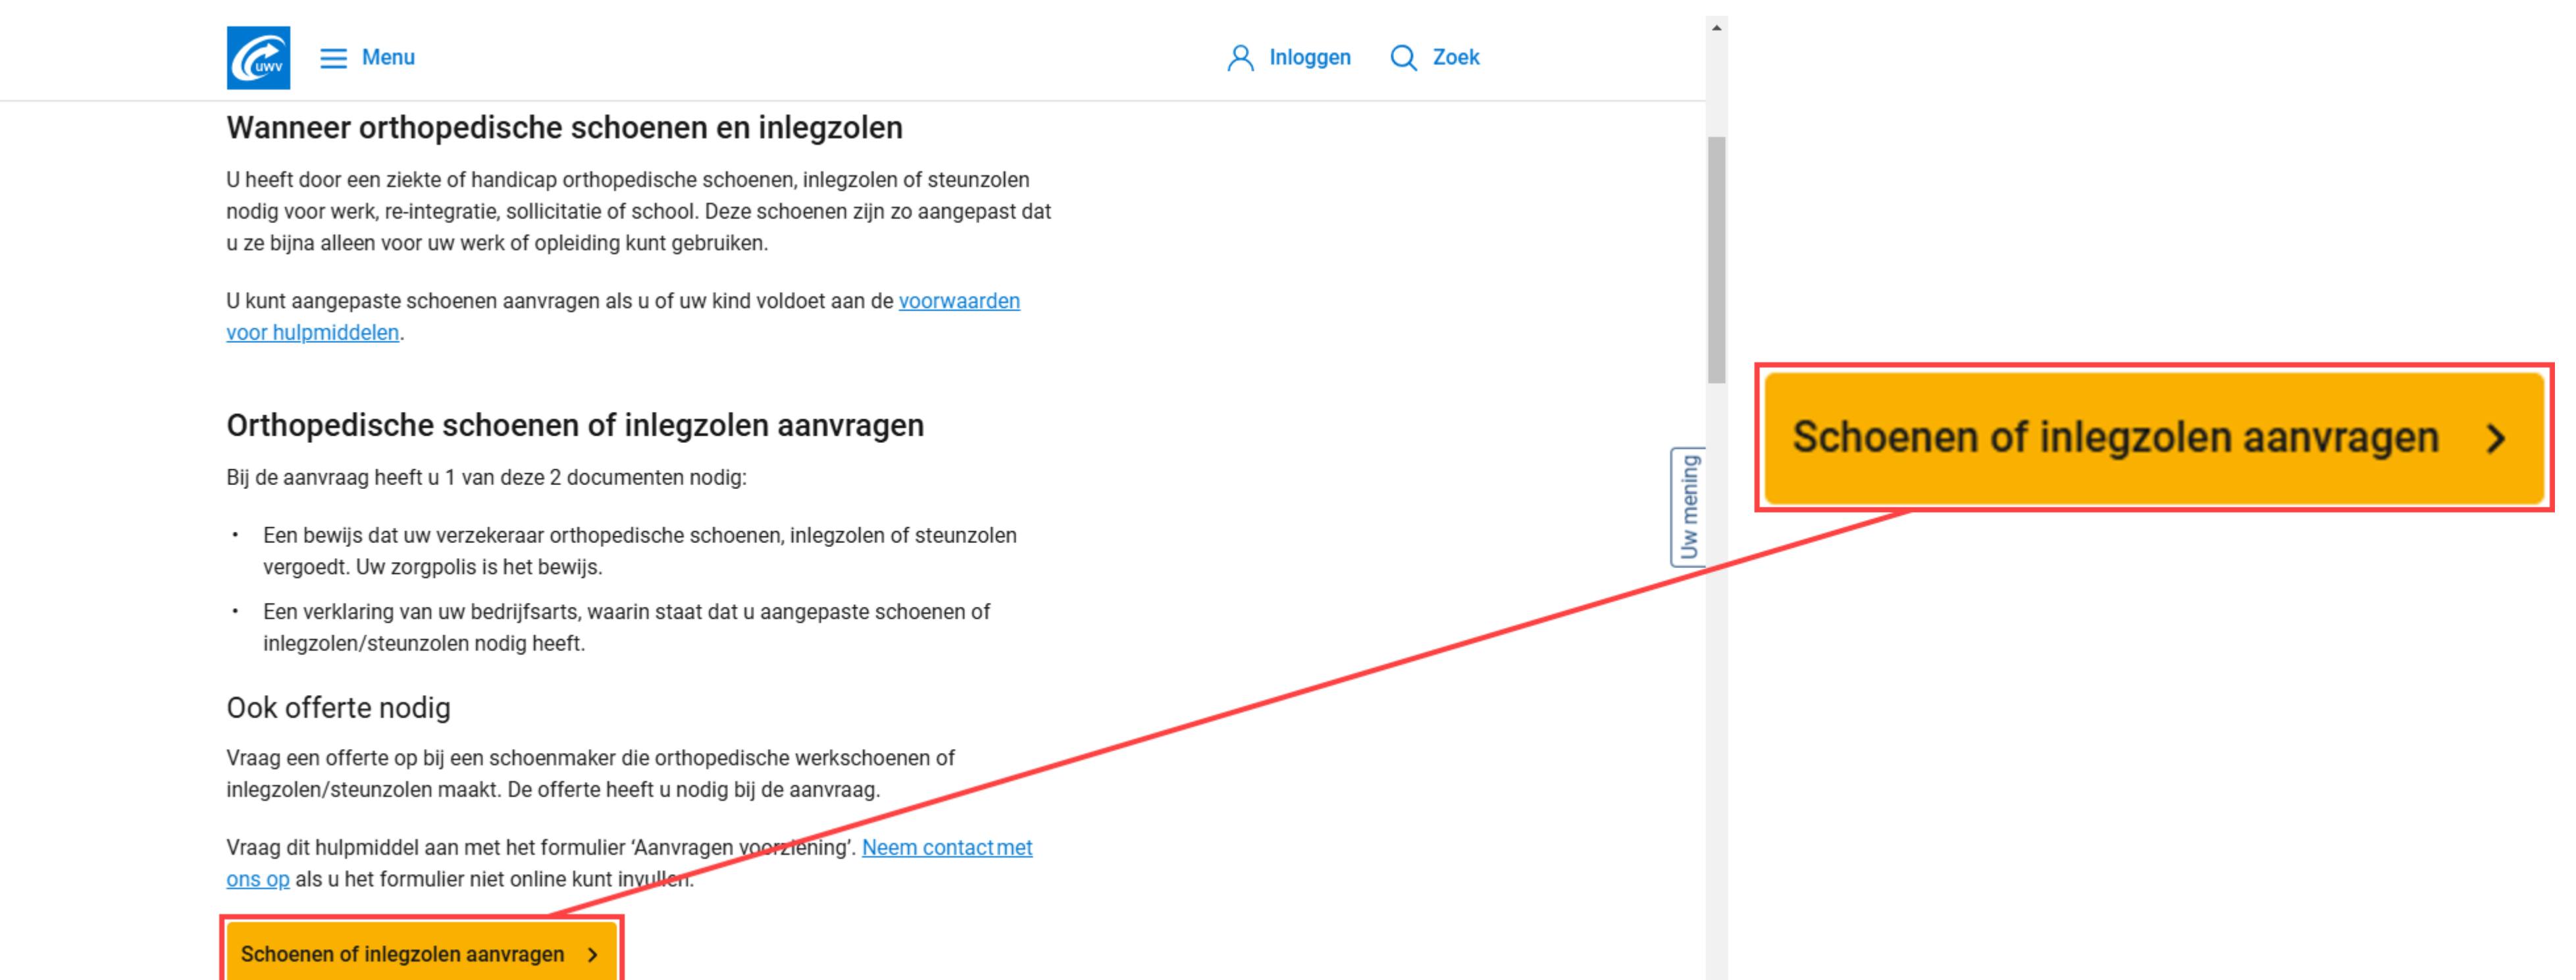 uwv
Menu
Inloggen
Zoek
Wanneer orthopedische schoenen en inlegzolen
U heeft door een ziekte of handicap orthopedische schoenen, inlegzolen of steunzolen
nodig voor werk, re-integratie, sollicitatie of school. Deze schoenen zijn zo aangepast dat
u ze bijna alleen voor uw werk of opleiding kunt gebruiken.
U kunt aangepaste schoenen aanvragen als u of uw kind voldoet aan de voorwaarden
voor hulpmiddelen.
Orthopedische schoenen of inlegzolen aanvragen
Bij de aanvraag heeft u 1 van deze 2 documenten nodig:
• Een bewijs dat uw verzekeraar orthopedische schoenen, inlegzolen of steunzolen
vergoedt. Uw zorgpolis is het bewijs.
• Een verklaring van uw bedrijfsarts, waarin staat dat u aangepaste schoenen of
inlegzolen/steunzolen nodig heeft.
Ook offerte nodig
Vraag een offerte op bij een schoenmaker die orthopedische werkschoenen of
inlegzolen/steunzolen maakt. De offerte heeft u nodig bij de aanvraag.
Vraag dit hulpmiddel aan met het formulier ‘Aanvragen voorziening’. Neem contact met
ons op als u het formulier niet online kunt invullen.
Schoenen of inlegzolen aanvragen
Uw mening
Schoenen of inlegzolen aanvragen